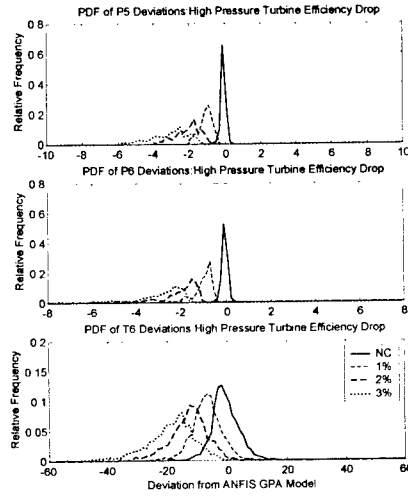 PDF of P5 Deviations:High Pressure Turbine Efficiency Drop
0.8
0.6
0.4
0.2
0
Relative Frequency
-10 -8 -6 -4 -2 0 2 4 6 8 10
PDF of P6 Deviations:High Pressure Turbine Efficiency Drop
0.8
0.6
0.4
0.2
0
Relative Frequency
-8 -6 -4 -2 0 2 4 6 8
PDF of T6 Deviations High Pressure Turbine Efficiency Drop
0.2
0.15
0.1
0.05
0
Relative Frequency
NC
1%
2%
3%
-60 -40 -20 0 20 40 60
Deviation from ANFIS GPA Model